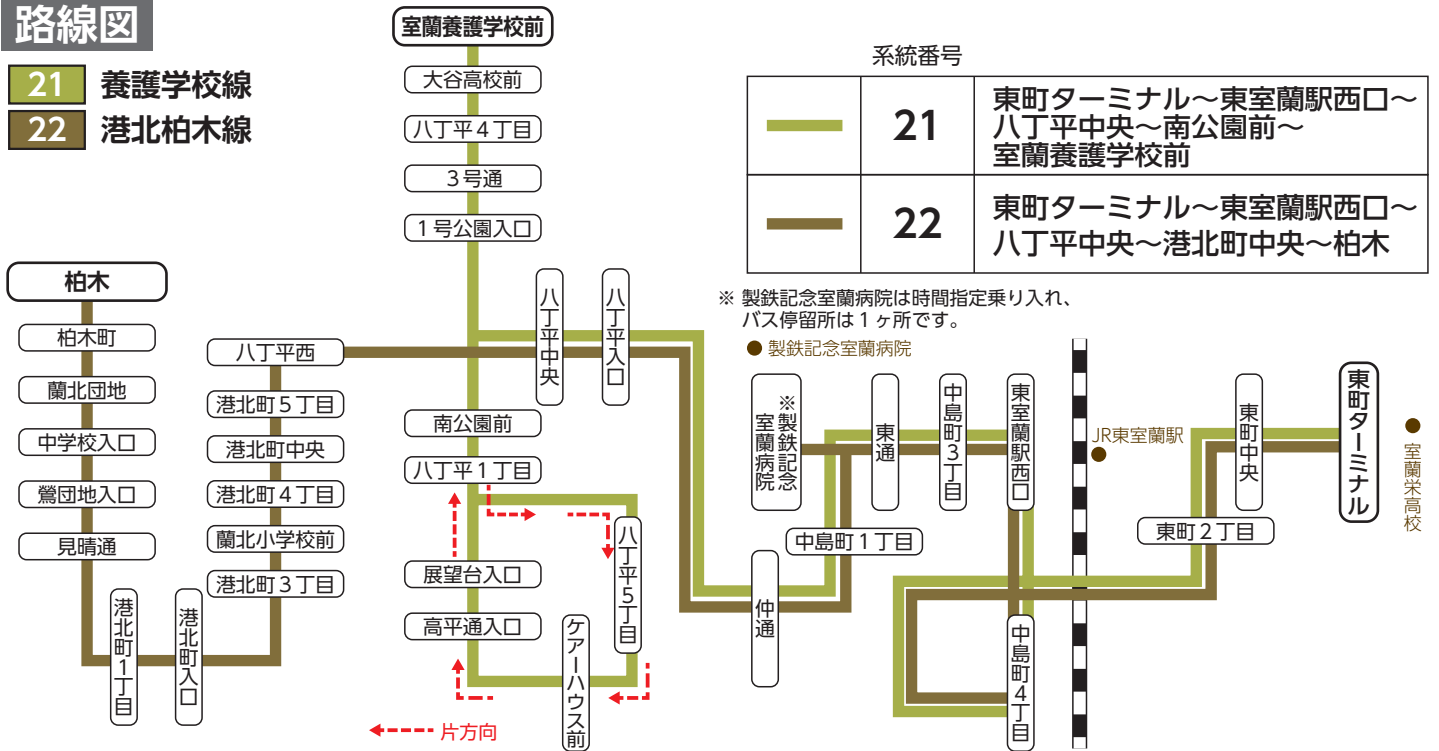 路線図
21 養護学校線
22 港北柏木線
系統番号
21
東町ターミナル～東室蘭駅西口～
八丁平中央～南公園前～
室蘭養護学校前
22
東町ターミナル～東室蘭駅西口～
八丁平中央～港北町中央～柏木
※ 製鉄記念室蘭病院は時間指定乗り入れ、
バス停留所は１ヶ所です。
室蘭養護学校前
大谷高校前
八丁平４丁目
３号通
１号公園入口
八丁平中央
八丁平入口
南公園前
八丁平１丁目
展望台入口
高平通入口
八丁平５丁目
ケアーハウス前
片方向
柏木
柏木町
蘭北団地
中学校入口
鶯団地入口
見晴通
港北町１丁目
港北町入口
八丁平西
港北町５丁目
港北町中央
港北町４丁目
蘭北小学校前
港北町３丁目
製鉄記念室蘭病院
※製鉄記念
室蘭病院
東通
中島町３丁目
東室蘭駅西口
中島町１丁目
仲通
中島町４丁目
JR東室蘭駅
東町中央
東町２丁目
東町ターミナル
室蘭栄高校